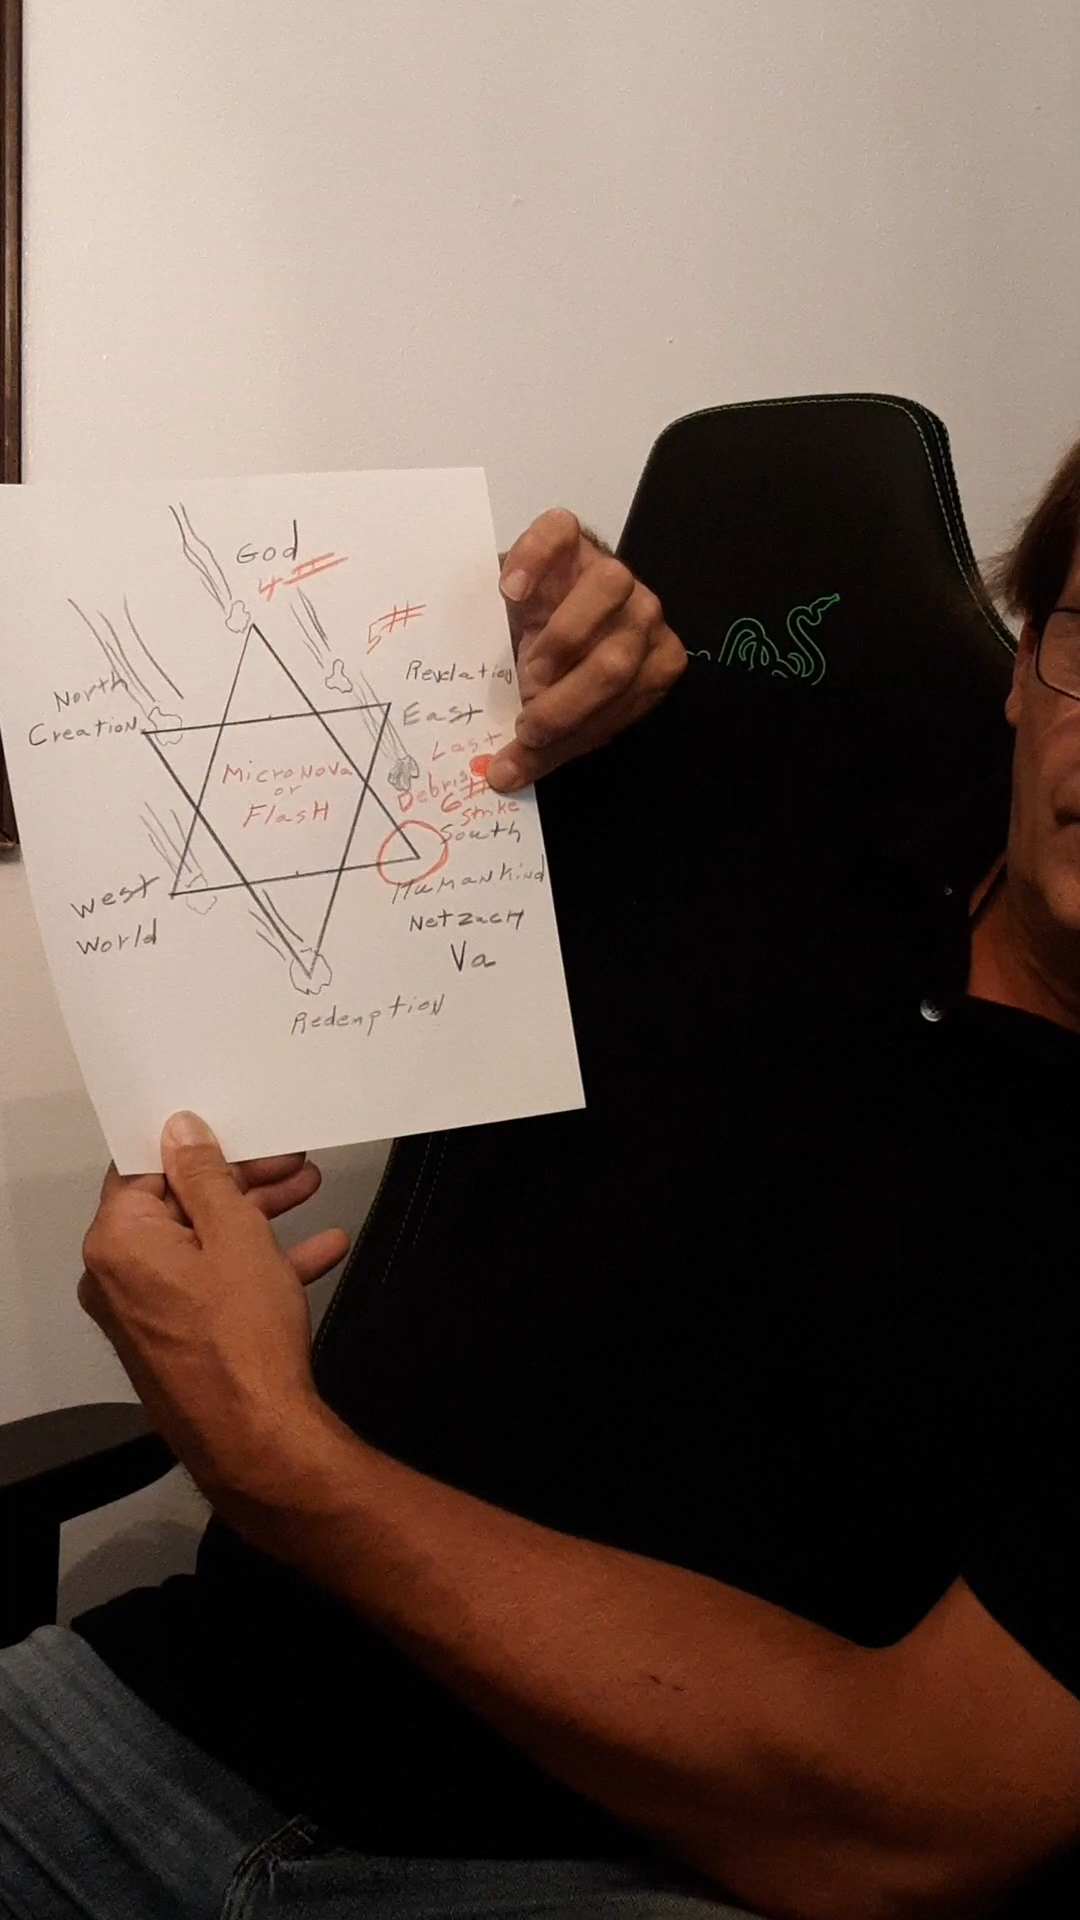 God
4#
5#
Revelation
North
East
Creation
Last
MicroNova
or
FlasH
Debris
6#
Strike
South
HumanKind
West
World
NetzacH
Va
Redemption